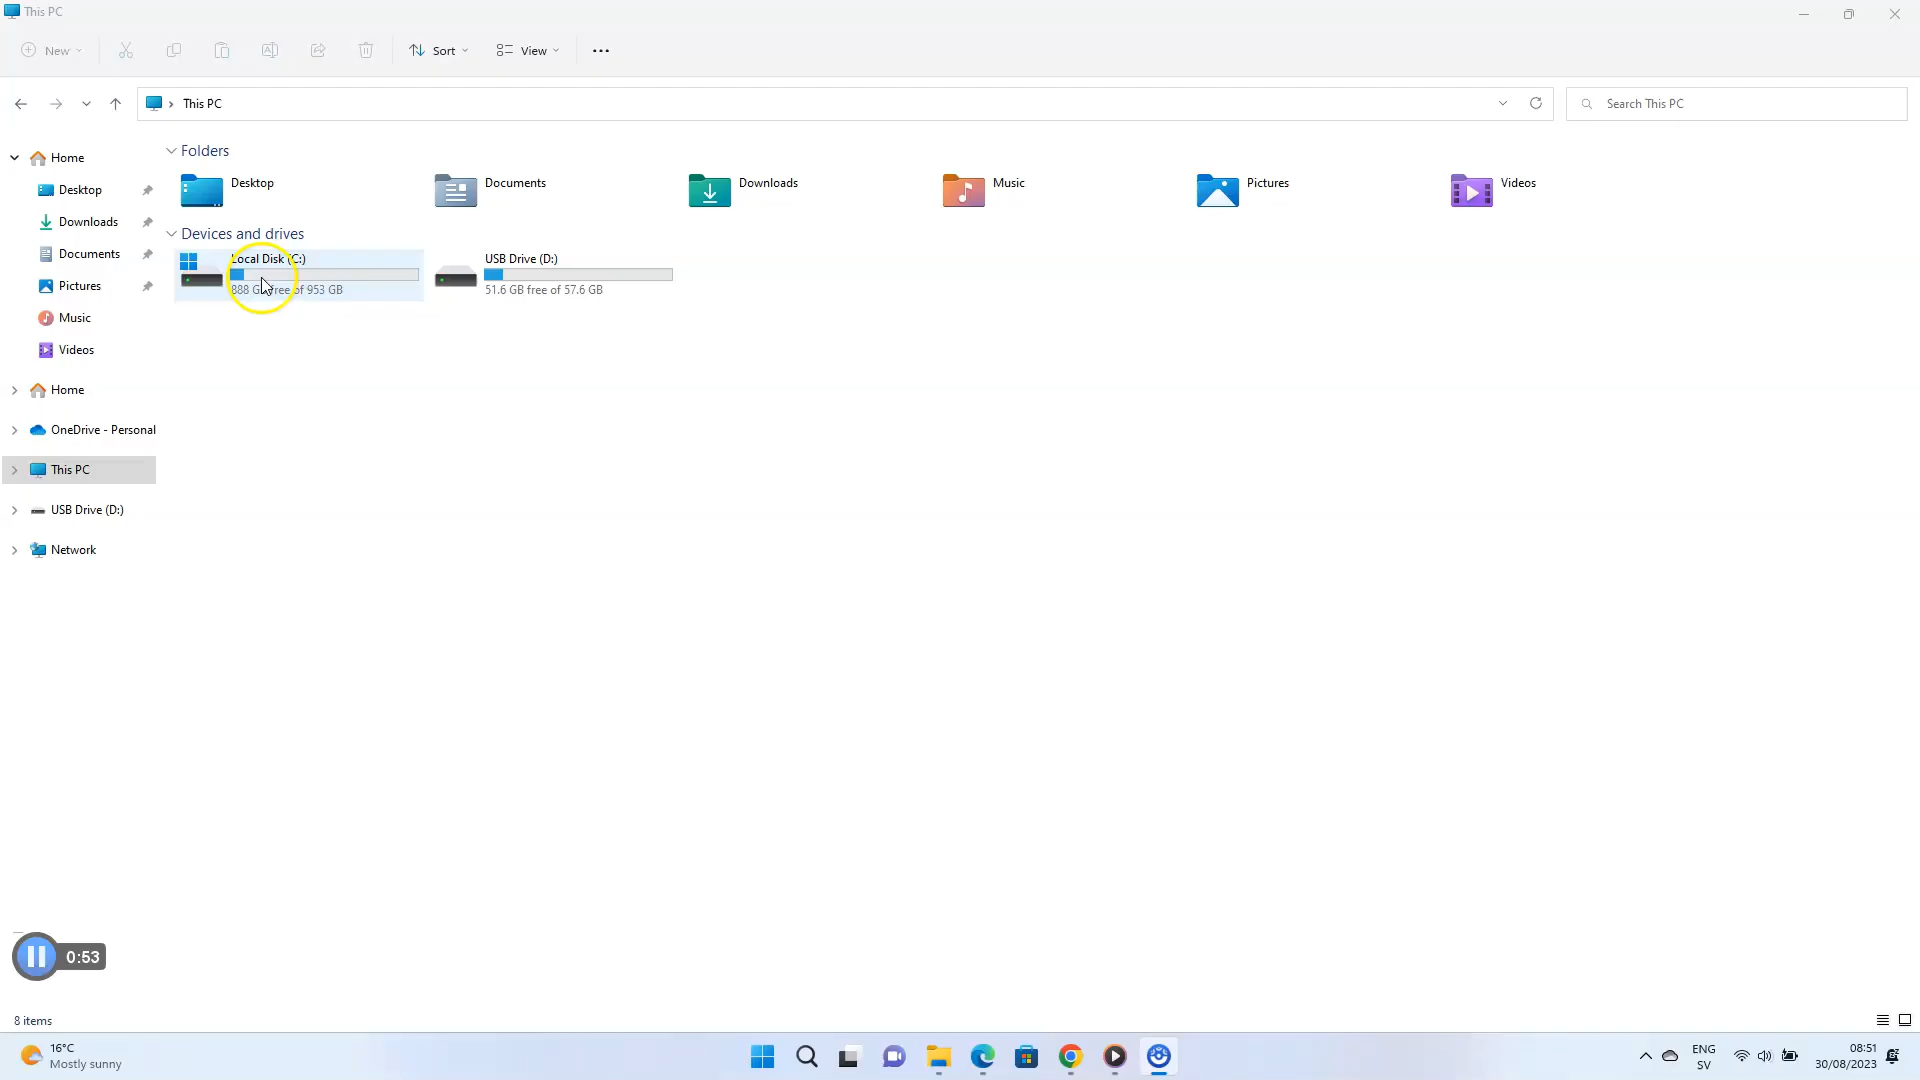 This PC
New
Sort
View
This PC
Search This PC
Home
Desktop
Downloads
Documents
Pictures
Music
Videos
Home
OneDrive - Personal
This PC
USB Drive (D:)
Network
Folders
Desktop
Documents
Downloads
Music
Pictures
Videos
Devices and drives
Local Disk (C:)
888 G free of 953 GB
USB Drive (D:)
51.6 GB free of 57.6 GB
0:53
8 items
16°C
Mostly sunny
ENG
SV
08:51
30/08/2023